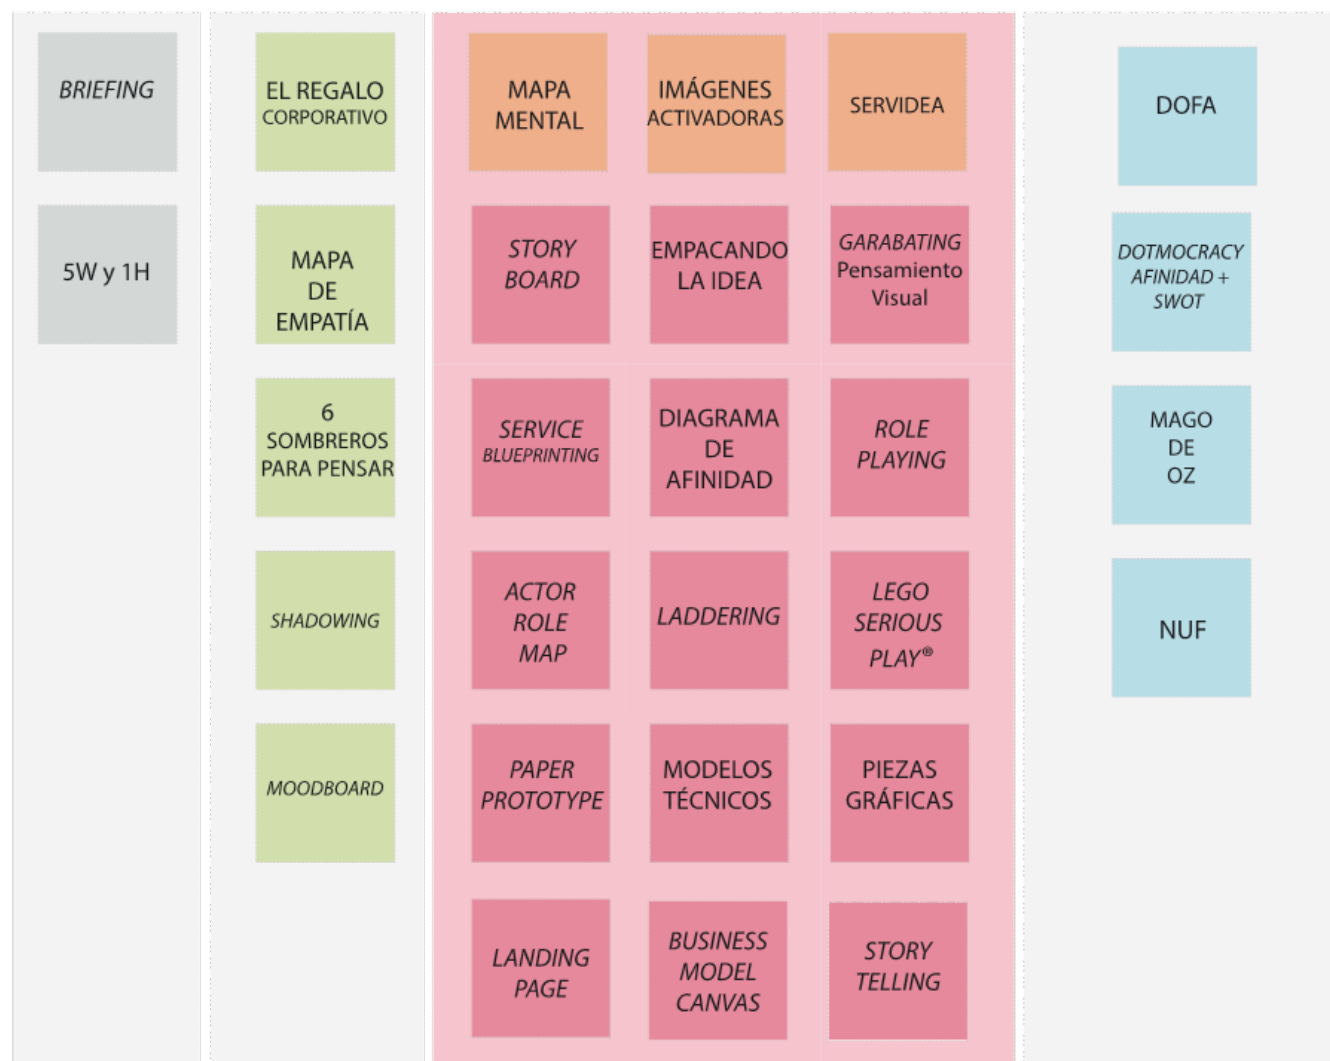 BRIEFING
5W y 1H
EL REGALO
CORPORATIVO
MAPA
DE
EMPATÍA
6
SOMBREROS
PARA PENSAR
SHADOWING
MOODBOARD
MAPA
MENTAL
IMÁGENES
ACTIVADORAS
SERVIDEA
STORY
BOARD
EMPACANDO
LA IDEA
GARABATING
Pensamiento
Visual
SERVICE
BLUEPRINTING
DIAGRAMA
DE
AFINIDAD
ROLE
PLAYING
ACTOR
ROLE
MAP
LADDERING
LEGO
SERIOUS
PLAY®
PAPER
PROTOTYPE
MODELOS
TÉCNICOS
PIEZAS
GRÁFICAS
LANDING
PAGE
BUSINESS
MODEL
CANVAS
STORY
TELLING
DOFA
DOTMOCRACY
AFINIDAD +
SWOT
MAGO
DE
OZ
NUF